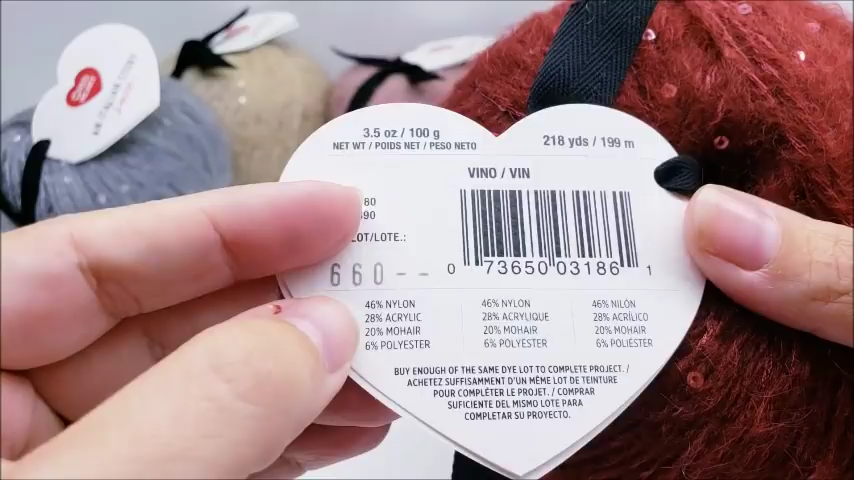 3.5 oz / 100 g
NET WT / POIDS NET / PESO NETO
218 yds / 199 m
VINO / VIN
80
390
LOT/LOTE.:
660--
0 73650 03186 1
46% NYLON
28% ACRYLIC
20% MOHAIR
6% POLYESTER
46% NYLON
28% ACRYLIQUE
20% MOHAIR
6% POLYESTER
46% NILÓN
28% ACRÍLICO
20% MOHAIR
6% POLIÉSTER
BUY ENOUGH OF THE SAME DYE LOT TO COMPLETE PROJECT. /
ACHETEZ SUFFISAMMENT D'UN MÊME LOT DE TEINTURE
POUR COMPLÉTER LE PROJET. / COMPRAR
SUFICIENTE DEL MISMO LOTE PARA
COMPLETAR SU PROYECTO.